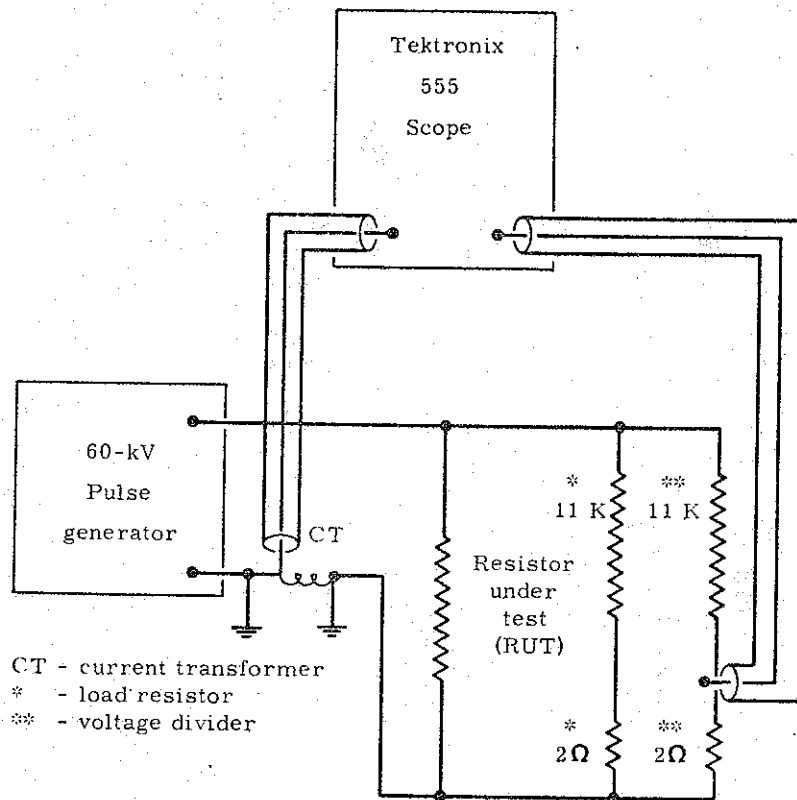 Tektronix
555
Scope
60-kV
Pulse
generator
CT
*
11 K
**
11 K
Resistor
under
test
(RUT)
*
2Ω
**
2Ω
CT - current transformer
* - load resistor
** - voltage divider